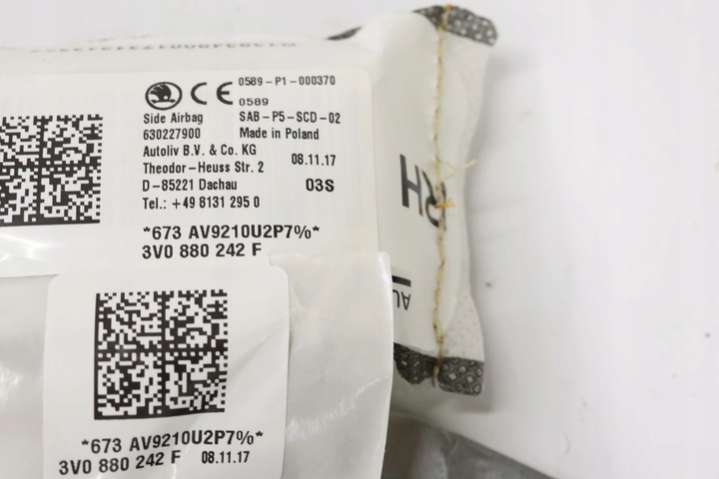 0589-P1-000370
CE 0589
Side Airbag SAB-P5-SCD-02
630227900 Made in Poland
Autoliv B.V. & Co. KG
Theodor-Heuss Str. 2 08.11.17
D-85221 Dachau 03S
Tel.: +49 8131 295 0
*673 AV9210U2P7%*
3V0 880 242 F
RH
AU
*673 AV9210U2P7%*
3V0 880 242 F 08.11.17